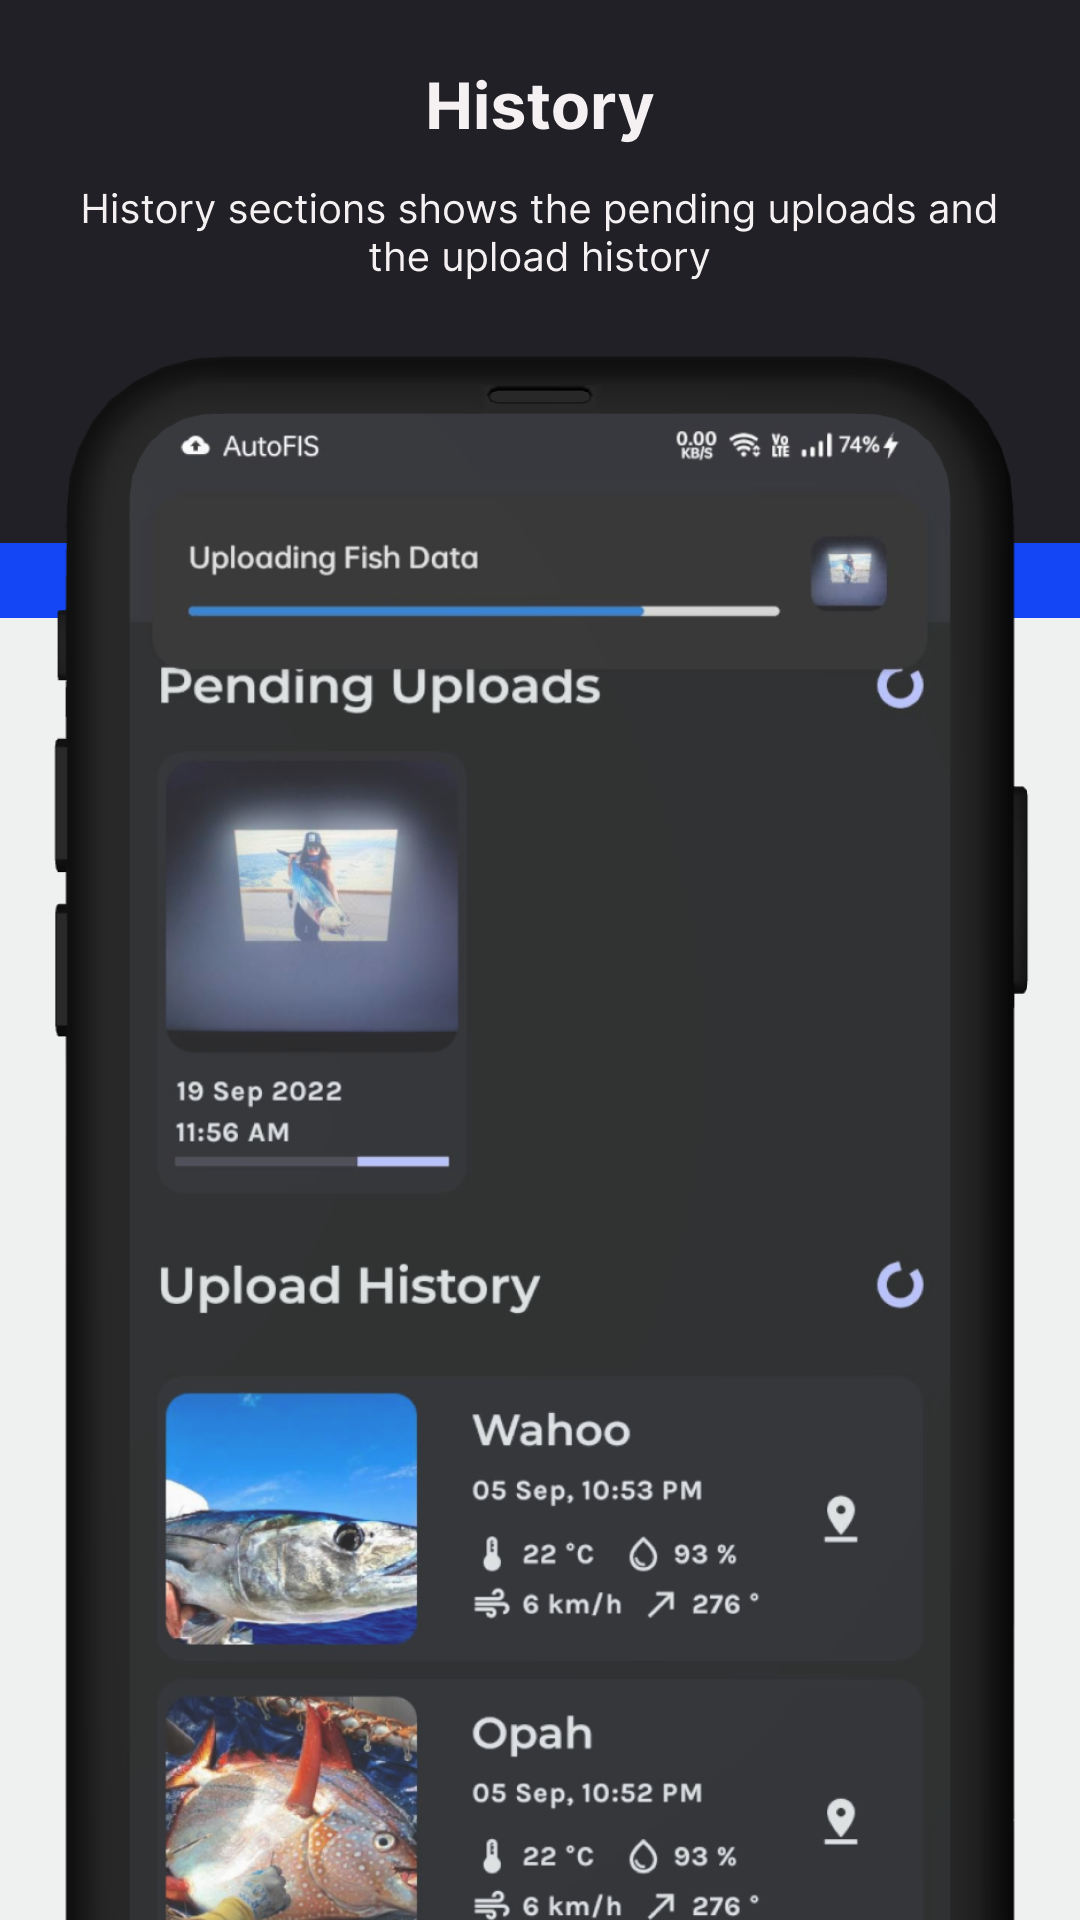 History
History sections shows the pending uploads and
the upload history
AutoFIS
0.00
KB/S
Vo
LTE
74%
Uploading Fish Data
Pending Uploads
19 Sep 2022
11:56 AM
Upload History
Wahoo
05 Sep, 10:53 PM
22 °C 93 %
6 km/h 276 °
Opah
05 Sep, 10:52 PM
22 °C 93 %
6 km/h 276 °